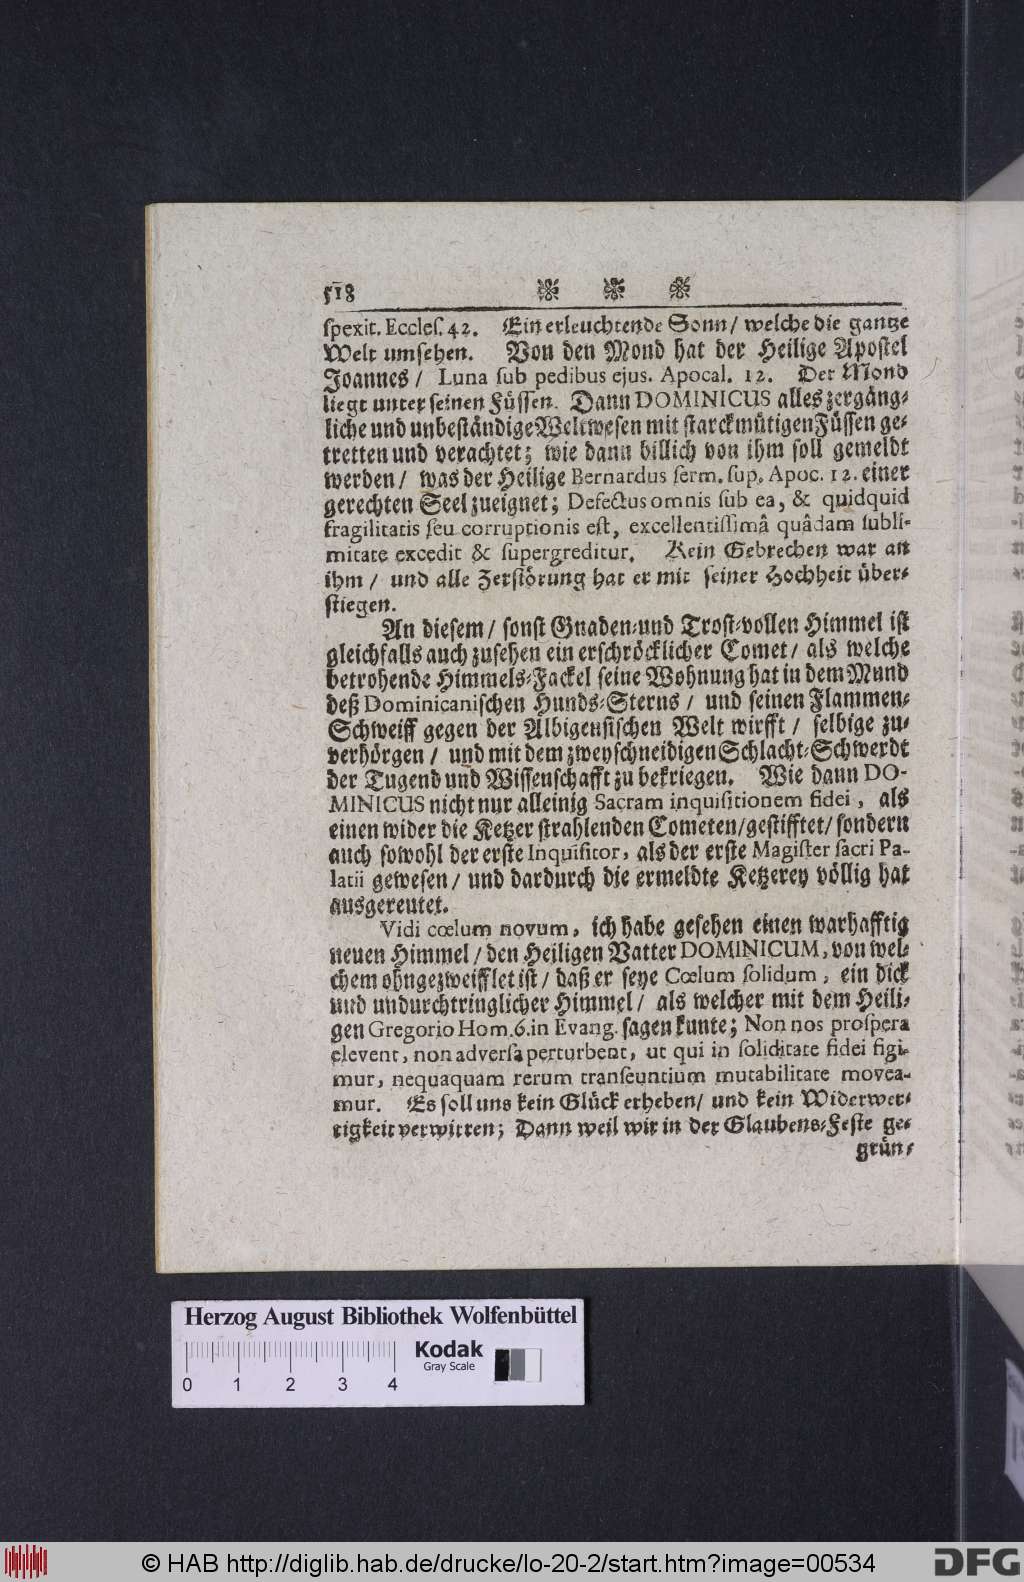 518
spexit. Eccles. 42. Ein erleuchtende Sonn / welche die gantze
Welt umsehen. Von den Mond hat der Heilige Apostel
Joannes / Luna sub pedibus ejus. Apocal. 12. Der Mond
liegt unter seinen Füssen. Dann DOMINICUS alles zergäng-
liche und unbeständige Weltwesen mit starckmütigen Füssen ge-
tretten und verachtet; wie dann billich von ihm soll gemeldt
werden / was der Heilige Bernardus serm. sup. Apoc. 12. einer
gerechten Seel zueignet; Defectus omnis sub ea, & quidquid
fragilitatis seu corruptionis est, excellentissimâ quâdam subli-
mitate excedit & supergreditur. Kein Gebrechen war an
ihm / und alle Zerstörung hat er mit seiner Hochheit über-
stiegen.
An diesem / sonst Gnaden- und Trost-vollen Himmel ist
gleichfalls auch zusehen ein erschröcklicher Comet / als welche
betrohende Himmels-Fackel seine Wohnung hat in dem Mund
deß Dominicanischen Hunds-Sterns / und seinen Flammen-
Schweiff gegen der Albigensischen Welt wirfft / selbige zu-
verhörgen / und mit dem zweyschneidigen Schlacht-Schwerdt
der Tugend und Wissenschafft zu bekriegen. Wie dann DO-
MINICUS nicht nur alleinig Sacram inquisitionem fidei, als
einen wider die Ketzer strahlenden Cometen / gestifftet / sondern
auch sowohl der erste Inquisitor, als der erste Magister sacri Pa-
latii gewesen / und dardurch die ermeldte Ketzerey völlig hat
ausgereutet.
Vidi cœlum novum, ich habe gesehen einen warhafftig
neuen Himmel / den Heiligen Vatter DOMINICUM, von wel-
chem ohngezweifflet ist / daß er seye Cœlum solidum, ein dick
und undurchtringlicher Himmel / als welcher mit dem Heili-
gen Gregorio Hom. 6. in Evang. sagen kunte; Non nos prospera
elevent, non adversa perturbent, ut qui in soliditate fidei figi-
mur, nequaquam rerum transeuntium mutabilitate movea-
mur. Es soll uns kein Glück erheben / und kein Widerwer-
tigkeit verwirren; Dann weil wir in der Glaubens-Feste ge-
grün-
Herzog August Bibliothek Wolfenbüttel
Kodak
Gray Scale
0 1 2 3 4
© HAB http://diglib.hab.de/drucke/lo-20-2/start.htm?image=00534
DFG